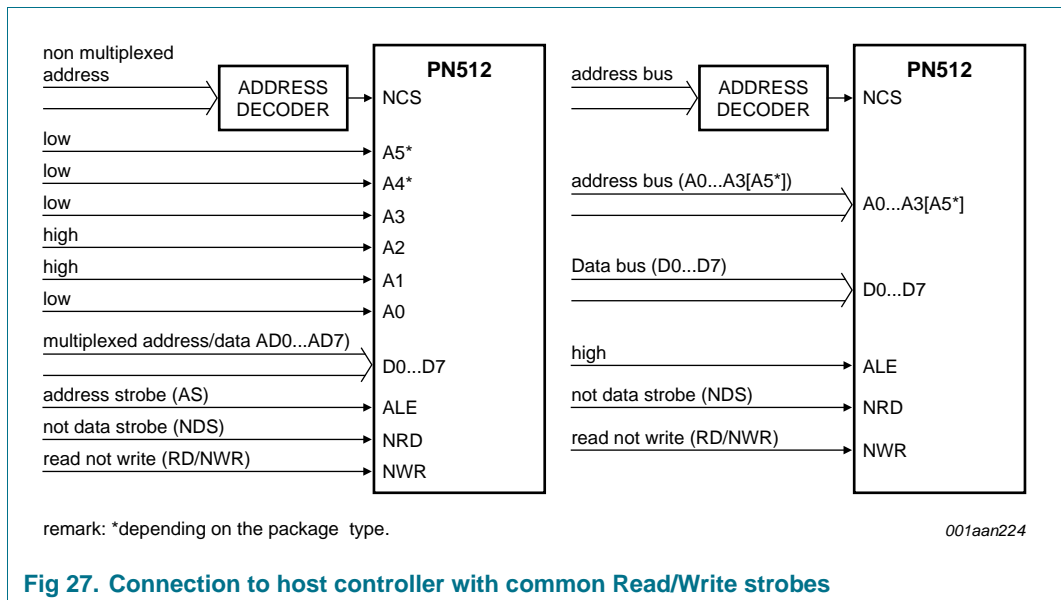 non multiplexed
address
ADDRESS
DECODER
PN512
NCS
low
A5*
low
A4*
low
A3
high
A2
high
A1
low
A0
multiplexed address/data AD0...AD7)
D0...D7
address strobe (AS)
ALE
not data strobe (NDS)
NRD
read not write (RD/NWR)
NWR
address bus
ADDRESS
DECODER
PN512
NCS
address bus (A0...A3[A5*])
A0...A3[A5*]
Data bus (D0...D7)
D0...D7
high
ALE
not data strobe (NDS)
NRD
read not write (RD/NWR)
NWR
remark: *depending on the package type.
001aan224
Fig 27. Connection to host controller with common Read/Write strobes